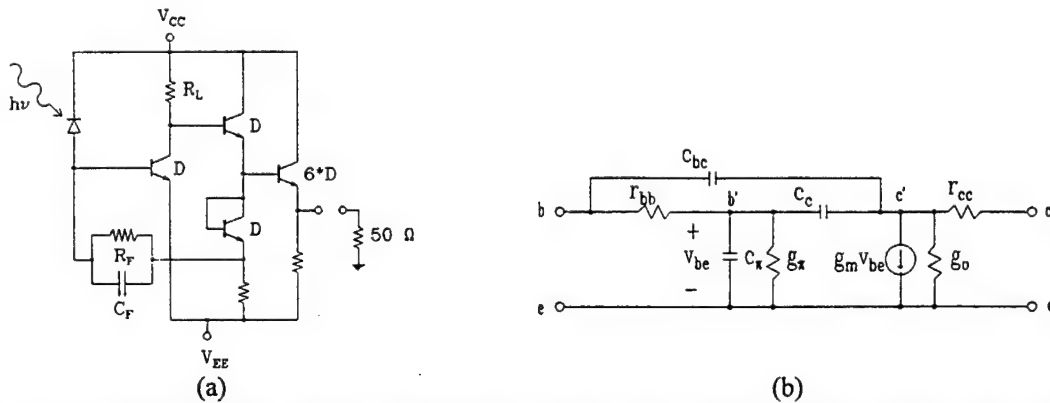 V_CC
hν
R_L
D
D
6*D
D
R_F
C_F
50 Ω
V_EE
(a)
C_bc
b
r_bb
b'
C_c
c'
r_cc
c
+
V_be
−
C_π
g_π
g_m V_be
g_o
e
e
(b)